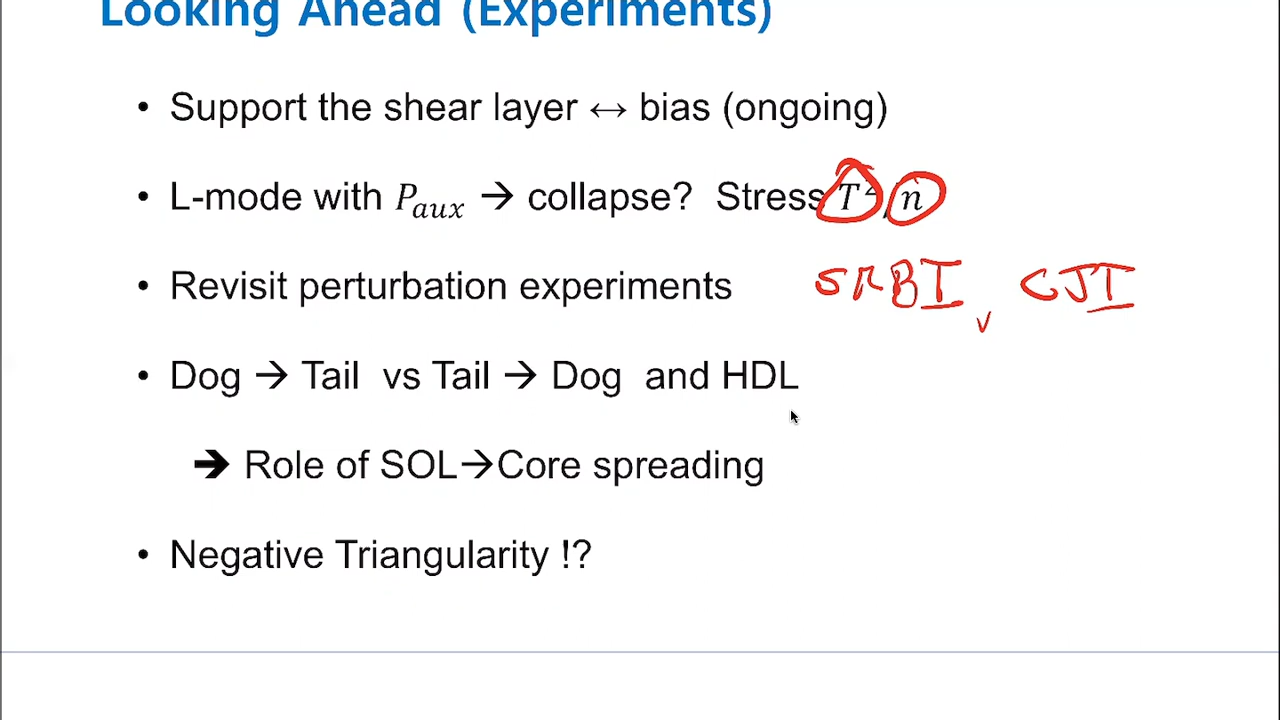 Looking Ahead (Experiments)
• Support the shear layer ↔ bias (ongoing)
• L-mode with P_aux → collapse? Stress T², n
• Revisit perturbation experiments SMBI v CJI
• Dog → Tail vs Tail → Dog and HDL
→ Role of SOL→Core spreading
• Negative Triangularity !?